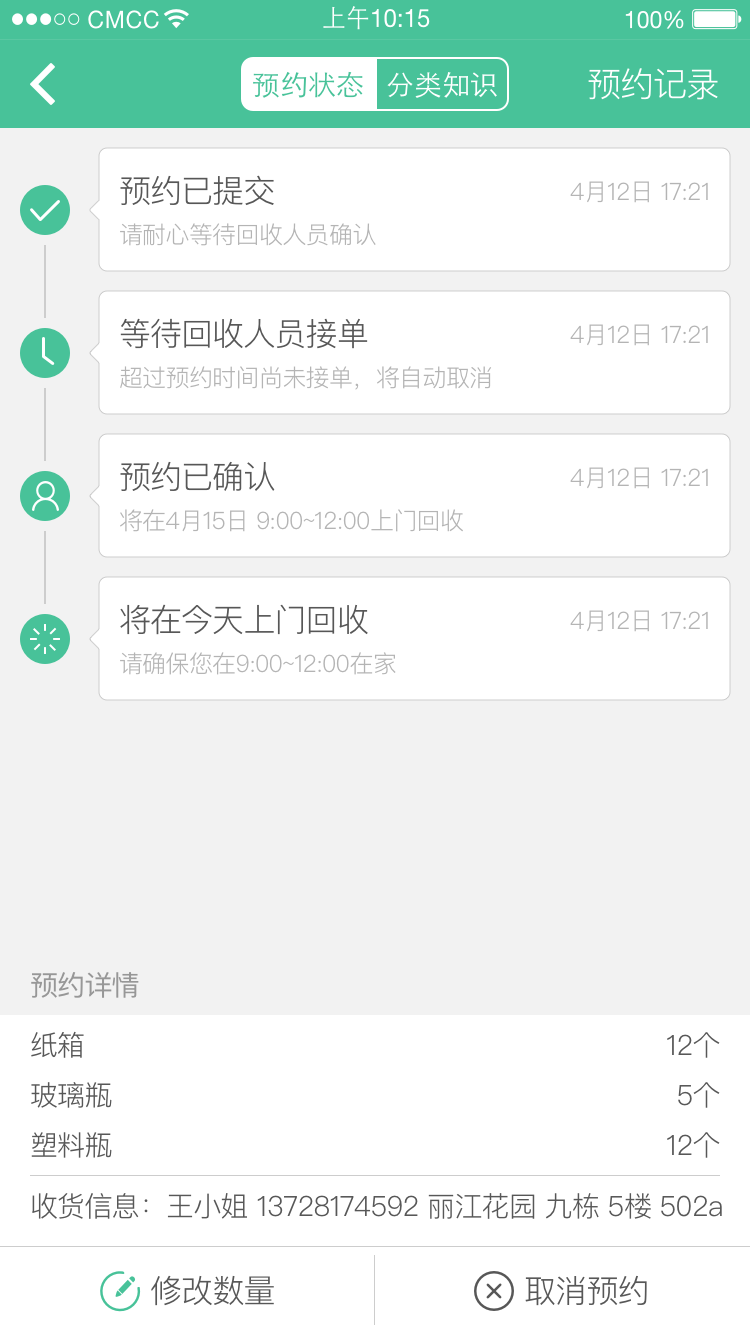 CMCC 上午10:15 100%
预约状态 分类知识 预约记录
预约已提交 4月12日 17:21
请耐心等待回收人员确认
等待回收人员接单 4月12日 17:21
超过预约时间尚未接单，将自动取消
预约已确认 4月12日 17:21
将在4月15日 9:00~12:00上门回收
将在今天上门回收 4月12日 17:21
请确保您在9:00~12:00在家
预约详情
纸箱 12个
玻璃瓶 5个
塑料瓶 12个
收货信息：王小姐 13728174592 丽江花园 九栋 5楼 502a
修改数量 取消预约